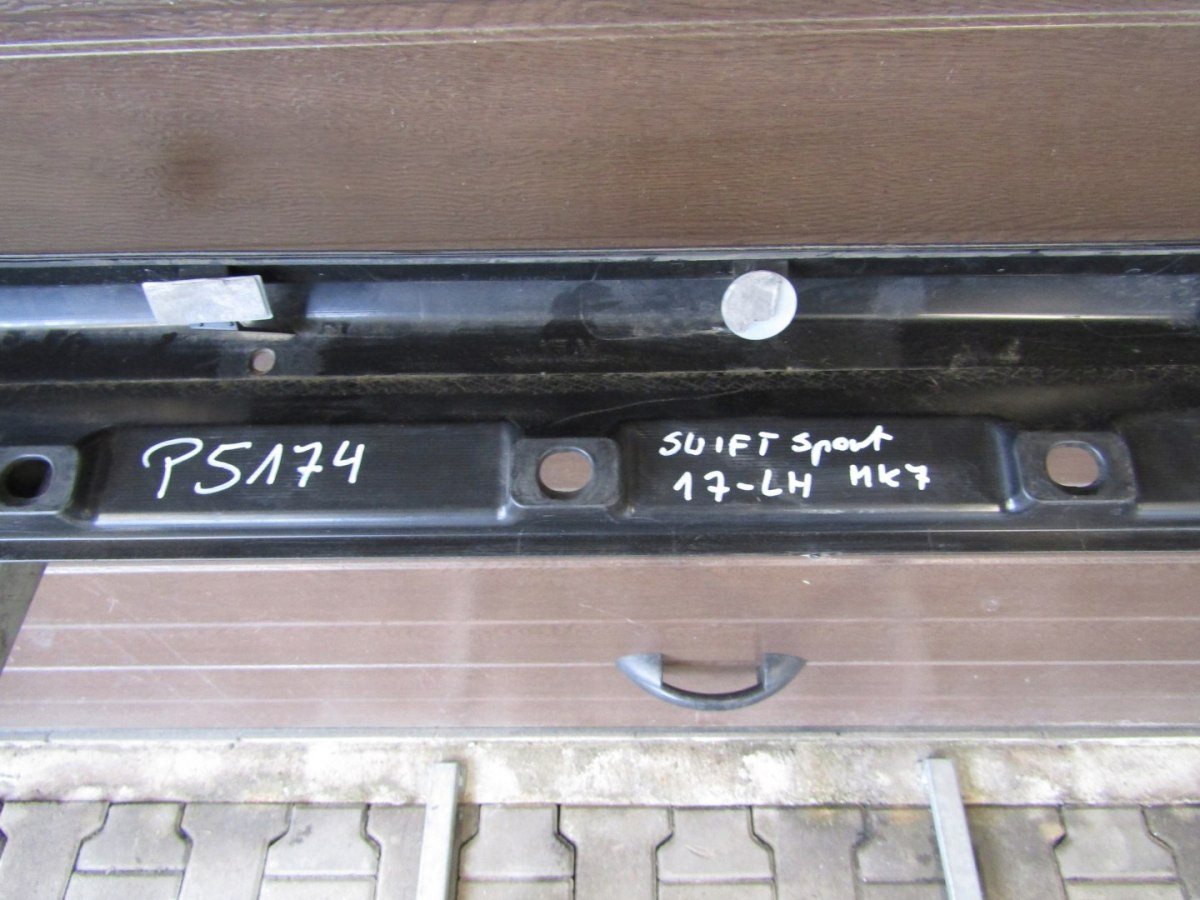 P5174
SWIFT Sport
17-LH MK7